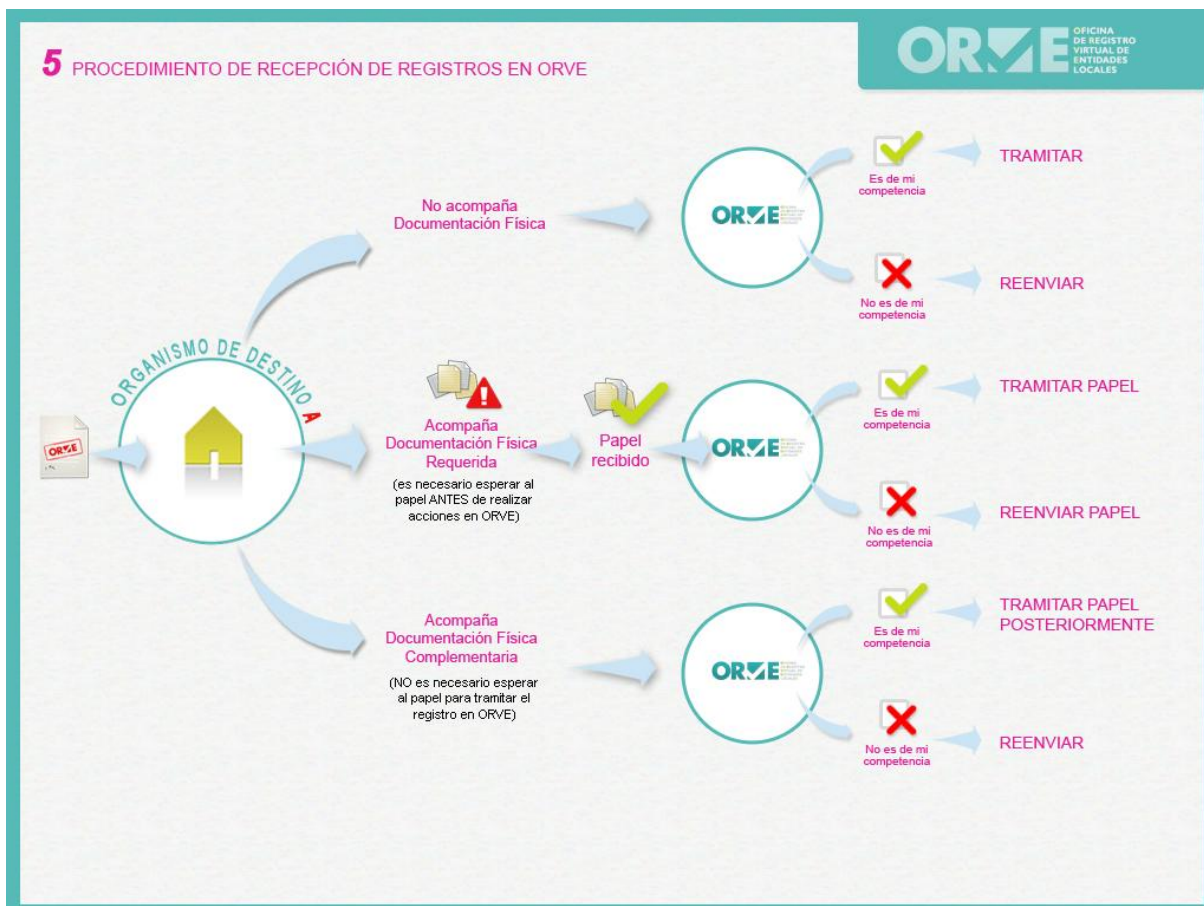 5 PROCEDIMIENTO DE RECEPCIÓN DE REGISTROS EN ORVE
ORVE
OFICINA
DE REGISTRO
VIRTUAL DE
ENTIDADES
LOCALES
ORVE
ORGANISMO DE DESTINO A
No acompaña
Documentación Física
ORVE
Es de mi
competencia
TRAMITAR
No es de mi
competencia
REENVIAR
Acompaña
Documentación Física
Requerida
(es necesario esperar al
papel ANTES de realizar
acciones en ORVE)
Papel
recibido
ORVE
Es de mi
competencia
TRAMITAR PAPEL
No es de mi
competencia
REENVIAR PAPEL
Acompaña
Documentación Física
Complementaria
(NO es necesario esperar
al papel para tramitar el
registro en ORVE)
ORVE
Es de mi
competencia
TRAMITAR PAPEL
POSTERIORMENTE
No es de mi
competencia
REENVIAR